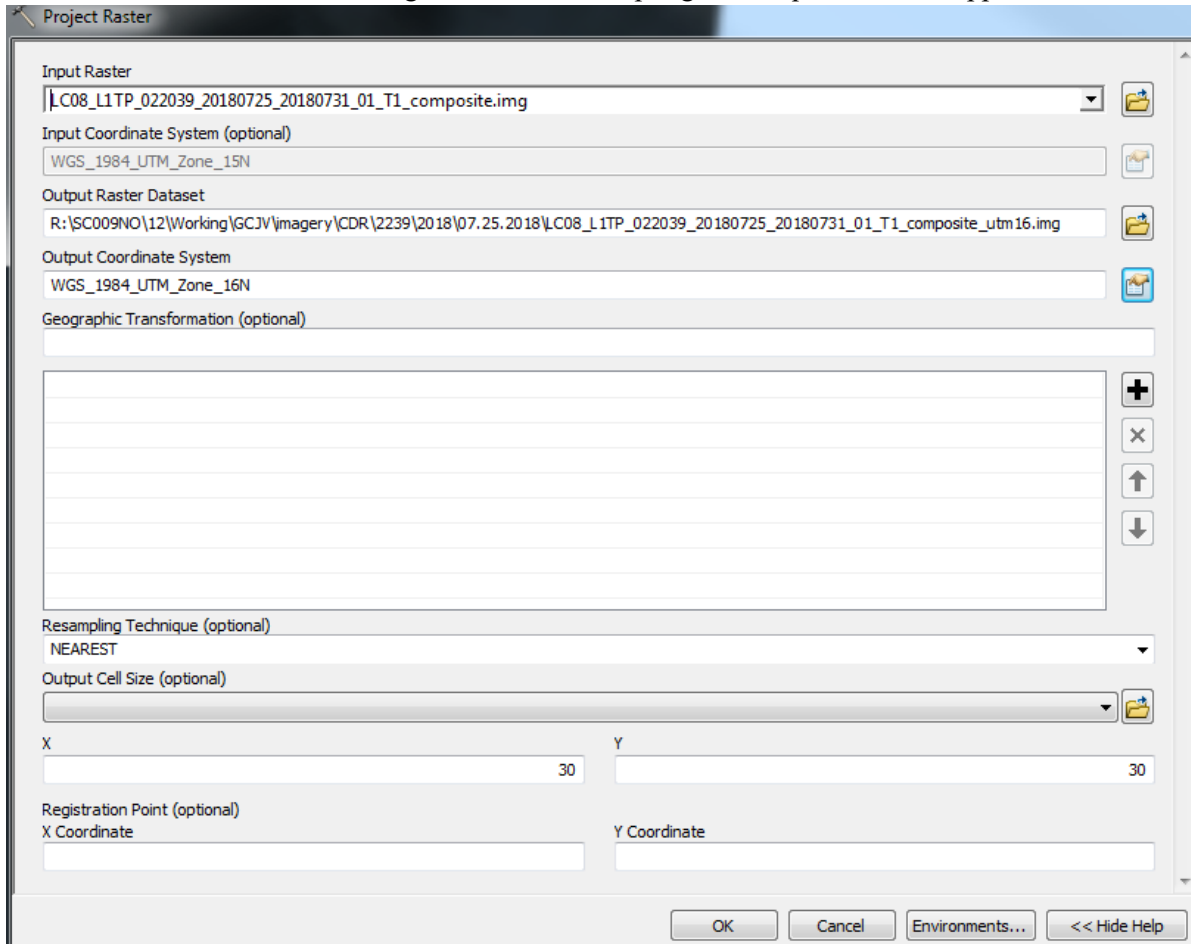 Project Raster
Input Raster
LC08_L1TP_022039_20180725_20180731_01_T1_composite.img
Input Coordinate System (optional)
WGS_1984_UTM_Zone_15N
Output Raster Dataset
R:\SC009NO\12\Working\GCJV\imagery\CDR\2239\2018\07.25.2018\LC08_L1TP_022039_20180725_20180731_01_T1_composite_utm16.img
Output Coordinate System
WGS_1984_UTM_Zone_16N
Geographic Transformation (optional)
Resampling Technique (optional)
NEAREST
Output Cell Size (optional)
X Y
30 30
Registration Point (optional)
X Coordinate Y Coordinate
OK Cancel Environments... << Hide Help